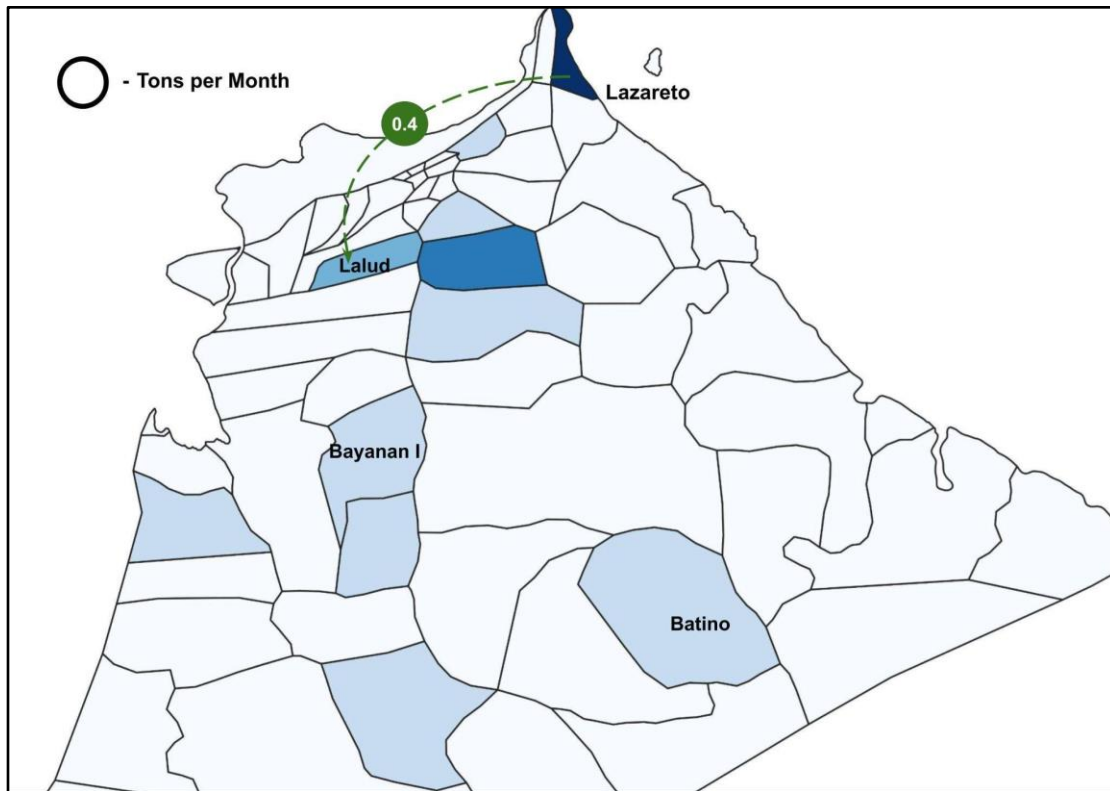 - Tons per Month
Lazareto
0.4
Lalud
Bayanan I
Batino